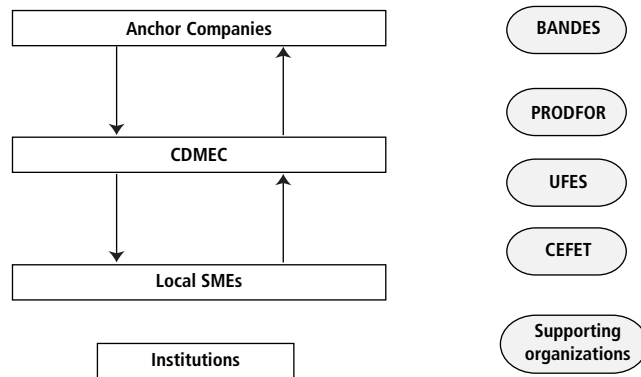 Anchor Companies
CDMEC
Local SMEs
Institutions
BANDES
PRODFOR
UFES
CEFET
Supporting
organizations